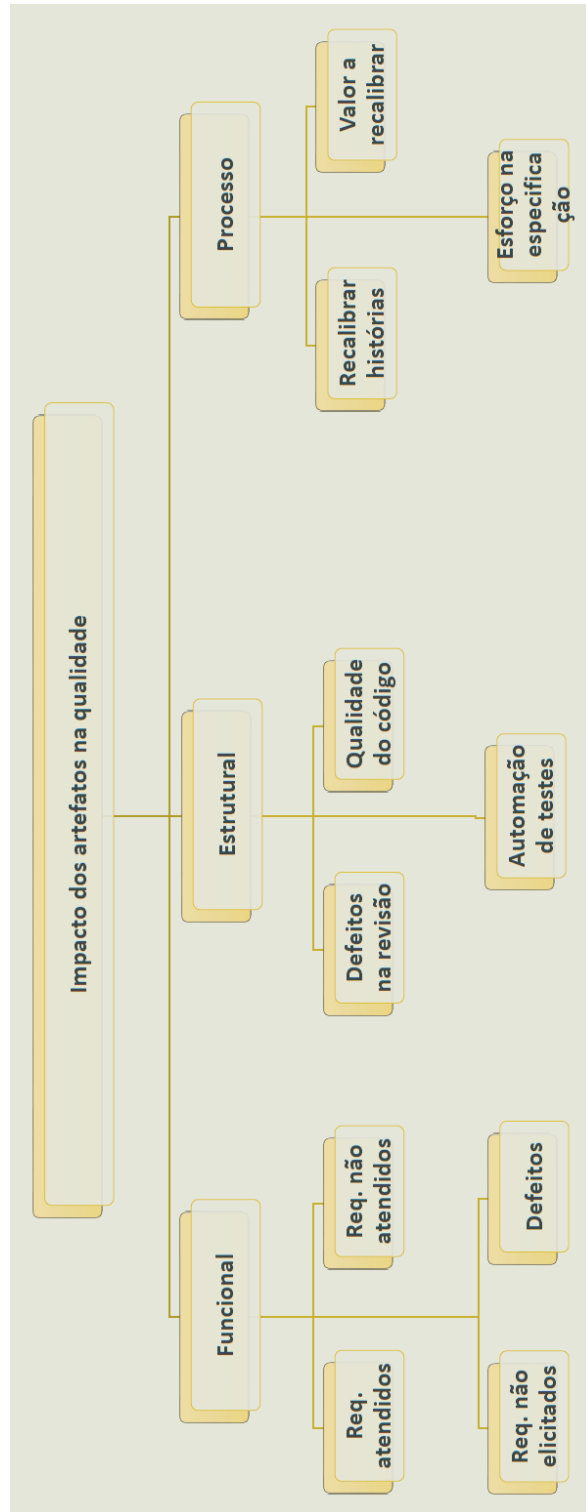 Impacto dos artefatos na qualidade
Funcional
Estrutural
Processo
Req.
atendidos
Req. não
atendidos
Defeitos
na revisão
Qualidade
do código
Recalibrar
histórias
Valor a
recalibrar
Req. não
elicitados
Defeitos
Automação
de testes
Esforço na
especifica
ção